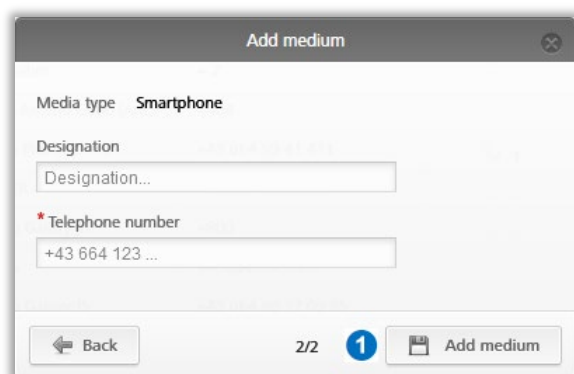 Add medium
Media type Smartphone
Designation
Designation...
* Telephone number
+43 664 123 ...
Back 2/2 1 Add medium